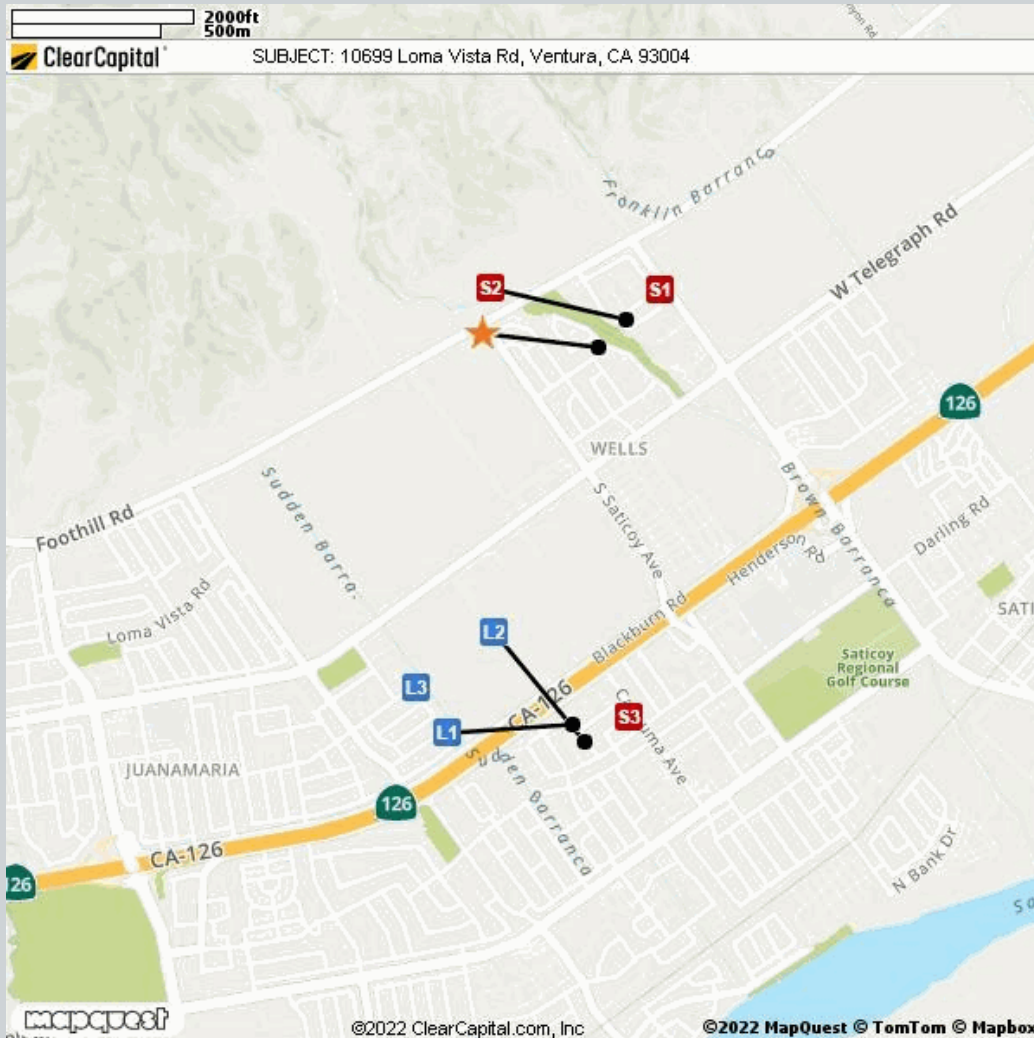 2000ft
500m
ClearCapital
SUBJECT: 10699 Loma Vista Rd, Ventura, CA 93004
Franklin Barranca
W Telegraph Rd
S2
S1
126
WELLS
Sudden Barra.
Brown Barranca
Foothill Rd
S Saticoy Ave
Darling Rd
Henderson Rd
Loma Vista Rd
Blackburn Rd
SATI
L2
Saticoy
Regional
Golf Course
L3
CA-126
S3
L1
JUANAMARIA
Sudden Barranca
126
CA-126
126
N Bank Dr
mapquest
©2022 ClearCapital.com, Inc
©2022 MapQuest © TomTom © Mapbox